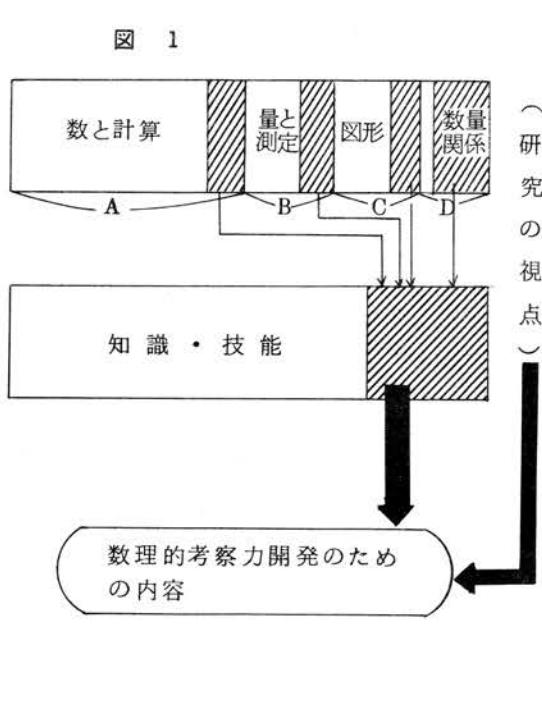 図 1
数と計算
量と
測定
図形
数量
関係
A
B
C
D
(研究の視点)
知識・技能
数理的考察力開発のため
の内容